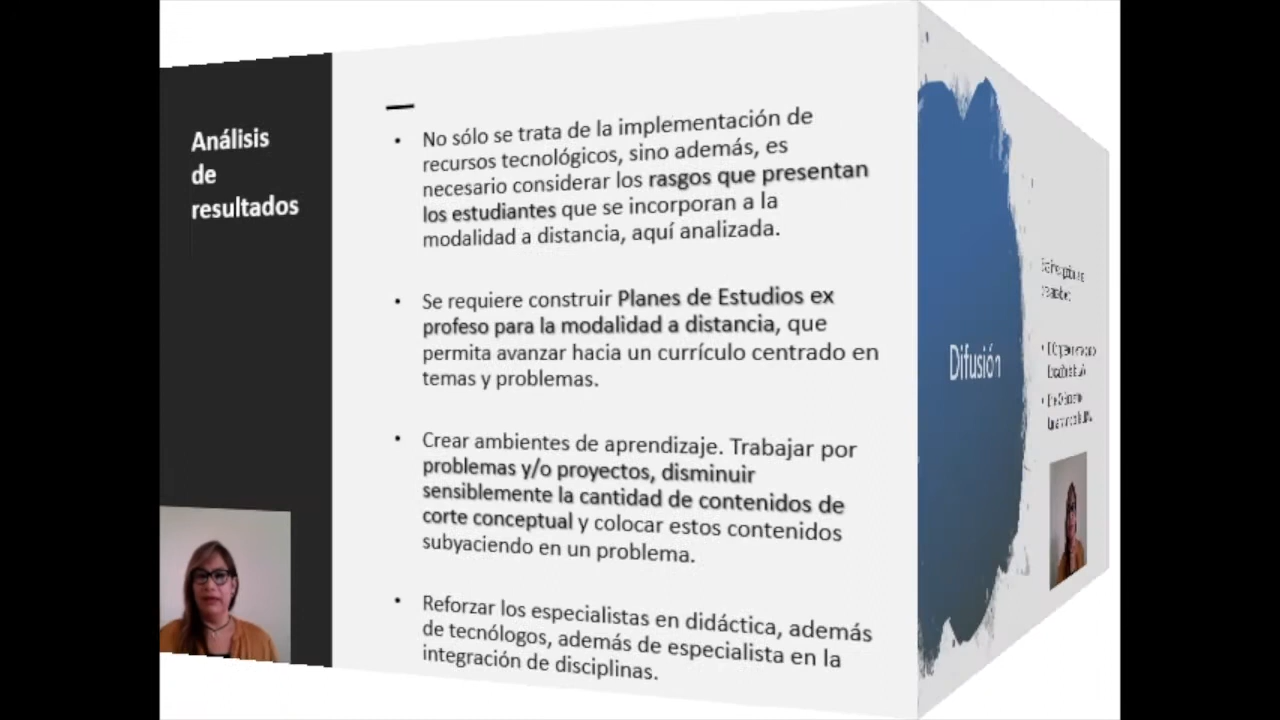 Análisis
de
resultados
• No sólo se trata de la implementación de
recursos tecnológicos, sino además, es
necesario considerar los rasgos que presentan
los estudiantes que se incorporan a la
modalidad a distancia, aquí analizada.
• Se requiere construir Planes de Estudios ex
profeso para la modalidad a distancia, que
permita avanzar hacia un currículo centrado en
temas y problemas.
• Crear ambientes de aprendizaje. Trabajar por
problemas y/o proyectos, disminuir
sensiblemente la cantidad de contenidos de
corte conceptual y colocar estos contenidos
subyaciendo en un problema.
• Reforzar los especialistas en didáctica, además
de tecnólogos, además de especialista en la
integración de disciplinas.
Difusión